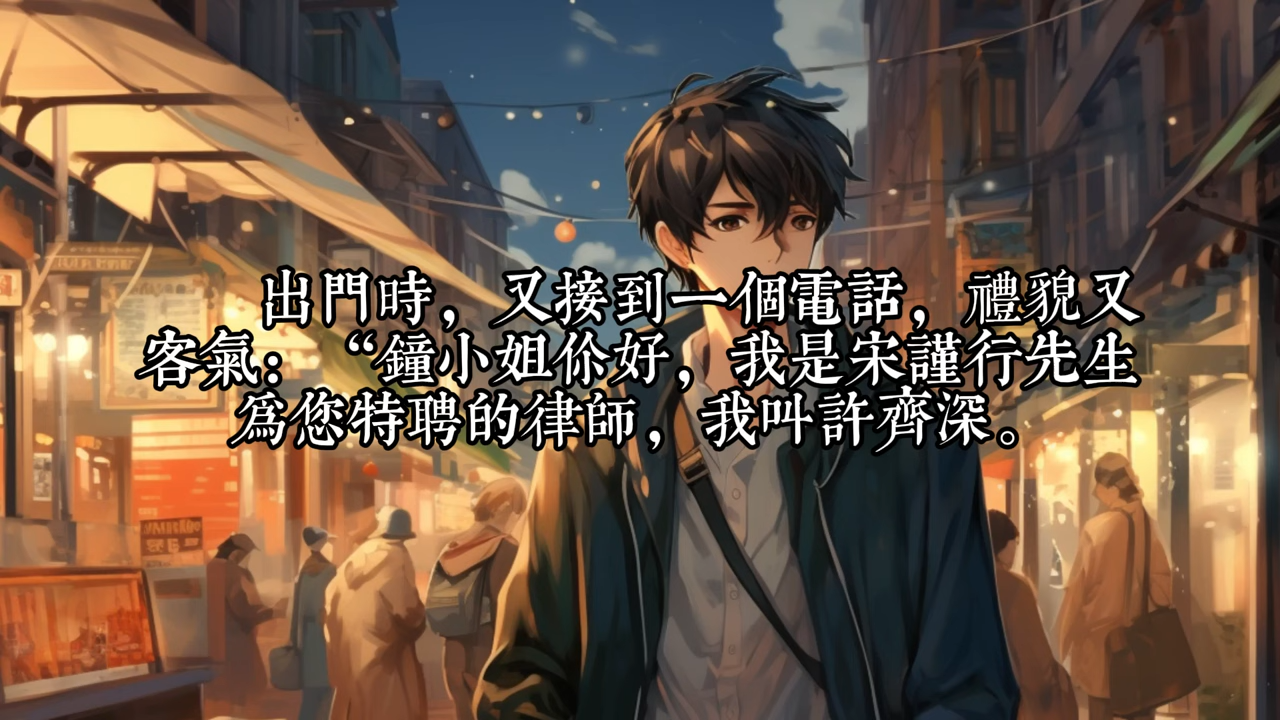 出門時，又接到一個電話，禮貌又
客氣：“鐘小姐伱好，我是宋謹行先生
爲您特聘的律師，我叫許齊深。